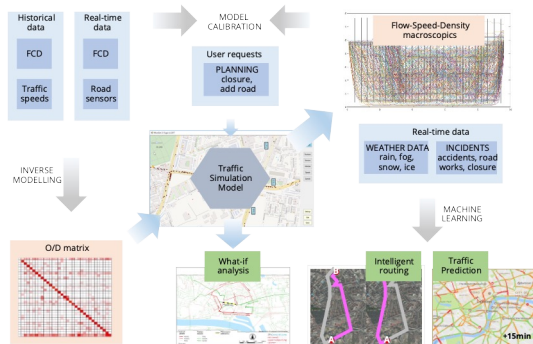 Historical
data
FCD
Traffic
speeds
Real-time
data
FCD
Road
sensors
MODEL
CALIBRATION
User requests
PLANNING
closure,
add road
Flow-Speed-Density
macroscopics
Real-time data
WEATHER DATA
rain, fog,
snow, ice
INCIDENTS
accidents, road
works, closure
Traffic
Simulation
Model
INVERSE
MODELLING
MACHINE
LEARNING
O/D matrix
What-if
analysis
Intelligent
routing
Traffic
Prediction
B
A
A
+15min